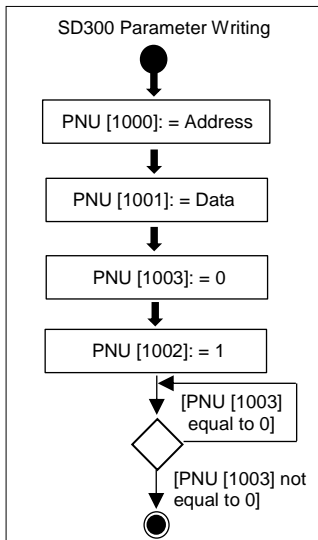 SD300 Parameter Writing
PNU [1000]: = Address
PNU [1001]: = Data
PNU [1003]: = 0
PNU [1002]: = 1
[PNU [1003]
equal to 0]
[PNU [1003] not
equal to 0]